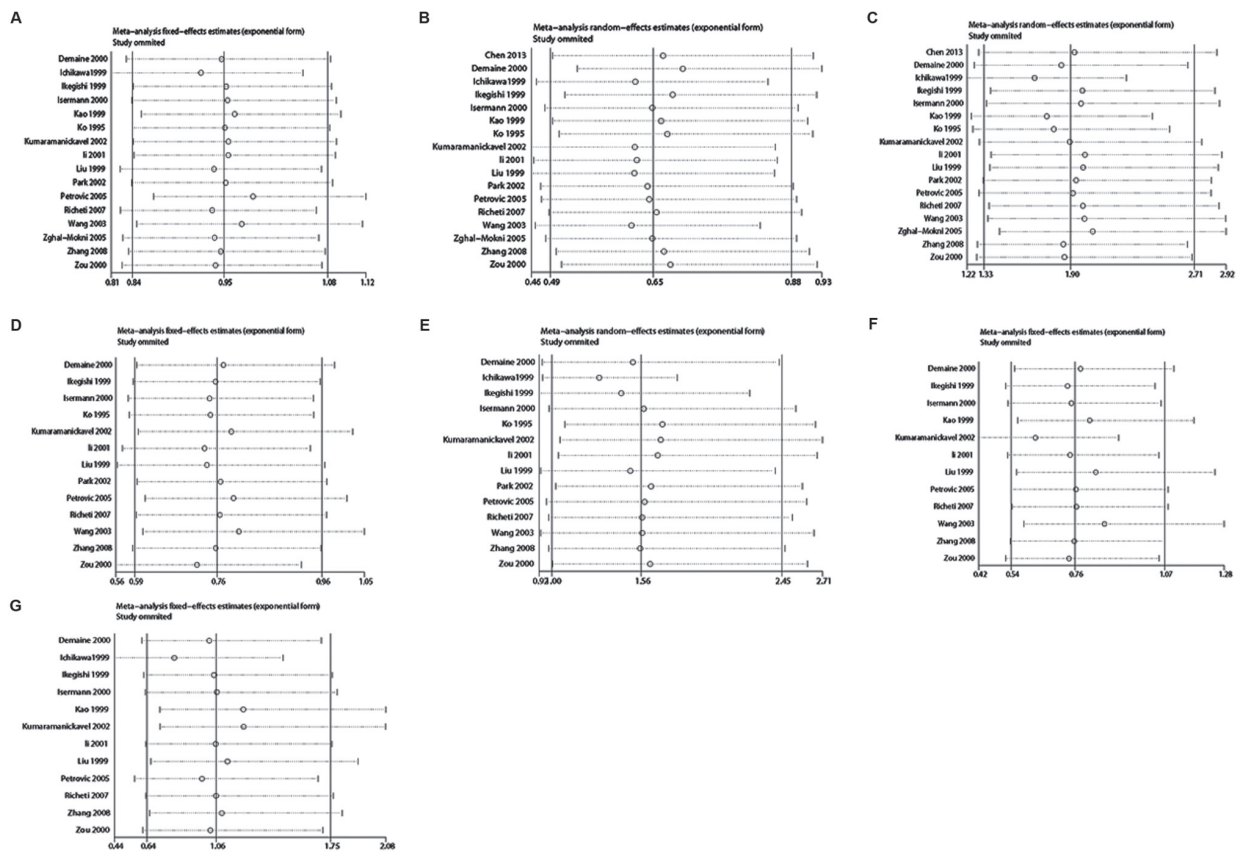 A
Meta-analysis fixed-effects estimates (exponential form)
Study ommited
Demaine 2000
Ichikawa1999
Ikegishi 1999
Isermann 2000
Kao 1999
Ko 1995
Kumaramanickavel 2002
li 2001
Liu 1999
Park 2002
Petrovic 2005
Richeti 2007
Wang 2003
Zghal-Mokni 2005
Zhang 2008
Zou 2000
0.81 0.84 0.95 1.08 1.12
B
Meta-analysis random-effects estimates (exponential form)
Study ommited
Chen 2013
Demaine 2000
Ichikawa1999
Ikegishi 1999
Isermann 2000
Kao 1999
Ko 1995
Kumaramanickavel 2002
li 2001
Liu 1999
Park 2002
Petrovic 2005
Richeti 2007
Wang 2003
Zghal-Mokni 2005
Zhang 2008
Zou 2000
0.46 0.49 0.65 0.88 0.93
C
Meta-analysis random-effects estimates (exponential form)
Study ommited
Chen 2013
Demaine 2000
Ichikawa1999
Ikegishi 1999
Isermann 2000
Kao 1999
Ko 1995
Kumaramanickavel 2002
li 2001
Liu 1999
Park 2002
Petrovic 2005
Richeti 2007
Wang 2003
Zghal-Mokni 2005
Zhang 2008
Zou 2000
1.22 1.33 1.90 2.71 2.92
D
Meta-analysis fixed-effects estimates (exponential form)
Study ommited
Demaine 2000
Ikegishi 1999
Isermann 2000
Ko 1995
Kumaramanickavel 2002
li 2001
Liu 1999
Park 2002
Petrovic 2005
Richeti 2007
Wang 2003
Zhang 2008
Zou 2000
0.56 0.59 0.76 0.96 1.05
E
Meta-analysis random-effects estimates (exponential form)
Study ommited
Demaine 2000
Ichikawa1999
Ikegishi 1999
Isermann 2000
Ko 1995
Kumaramanickavel 2002
li 2001
Liu 1999
Park 2002
Petrovic 2005
Richeti 2007
Wang 2003
Zhang 2008
Zou 2000
1.56 2.45 2.71
F
Meta-analysis fixed-effects estimates (exponential form)
Study ommited
Demaine 2000
Ikegishi 1999
Isermann 2000
Kao 1999
Kumaramanickavel 2002
li 2001
Liu 1999
Petrovic 2005
Richeti 2007
Wang 2003
Zhang 2008
Zou 2000
0.42 0.54 0.76 1.07 1.28
G
Meta-analysis fixed-effects estimates (exponential form)
Study ommited
Demaine 2000
Ichikawa1999
Ikegishi 1999
Isermann 2000
Kao 1999
Kumaramanickavel 2002
li 2001
Liu 1999
Petrovic 2005
Richeti 2007
Zhang 2008
Zou 2000
0.44 0.64 1.06 1.75 2.08